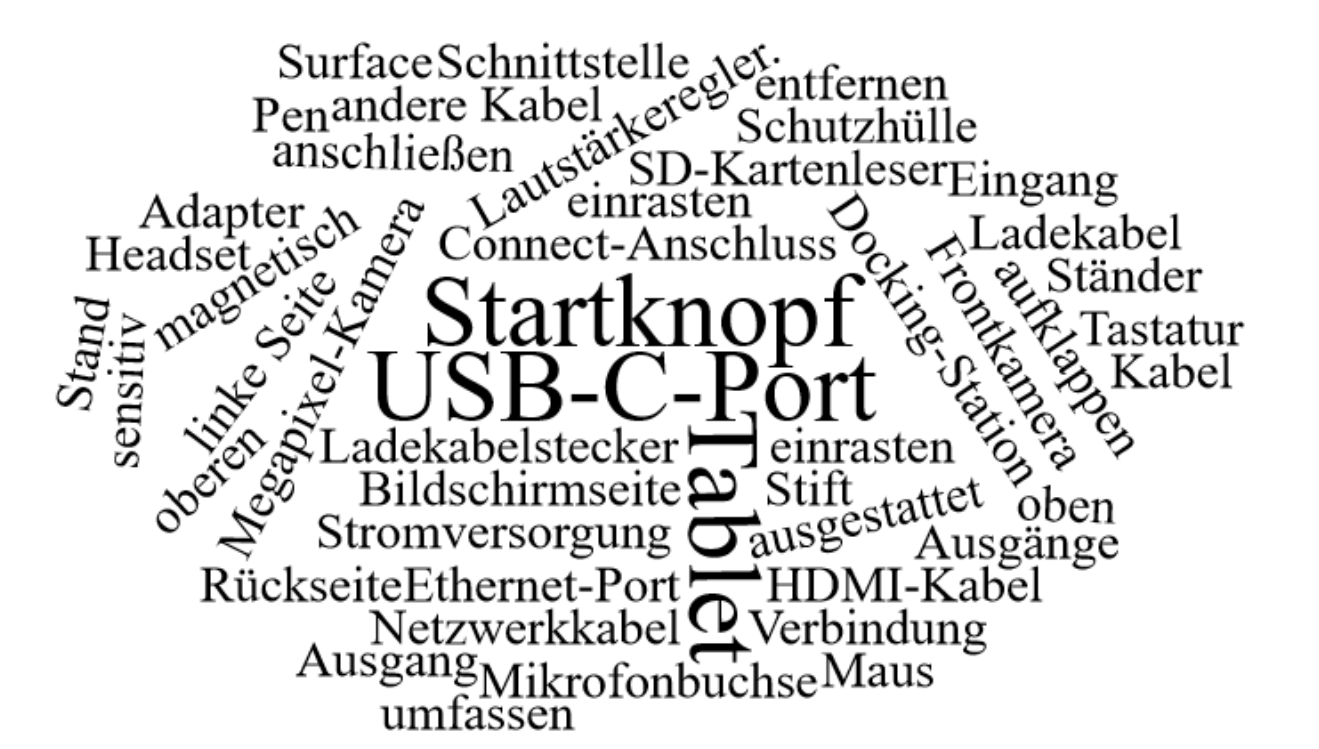 Surface Schnittstelle
Lautstärkeregler.
entfernen
Pen andere Kabel
Schutzhülle
anschließen
SD-Kartenleser Eingang
einrasten
Adapter
Headset
magnetisch
Megapixel-Kamera
Connect-Anschluss
Docking-Station
Frontkamera
Ladekabel
aufklappen
Ständer
Stand
sensitiv
linke Seite
Startknopf
Tastatur
Kabel
USB-C-Port
oberen
Ladekabelstecker
Tablet
einrasten
Bildschirmseite
Stift
ausgestattet
oben
Stromversorgung
Ausgänge
Rückseite Ethernet-Port
HDMI-Kabel
Netzwerkkabel
Verbindung
Ausgang
Mikrofonbuchse
Maus
umfassen